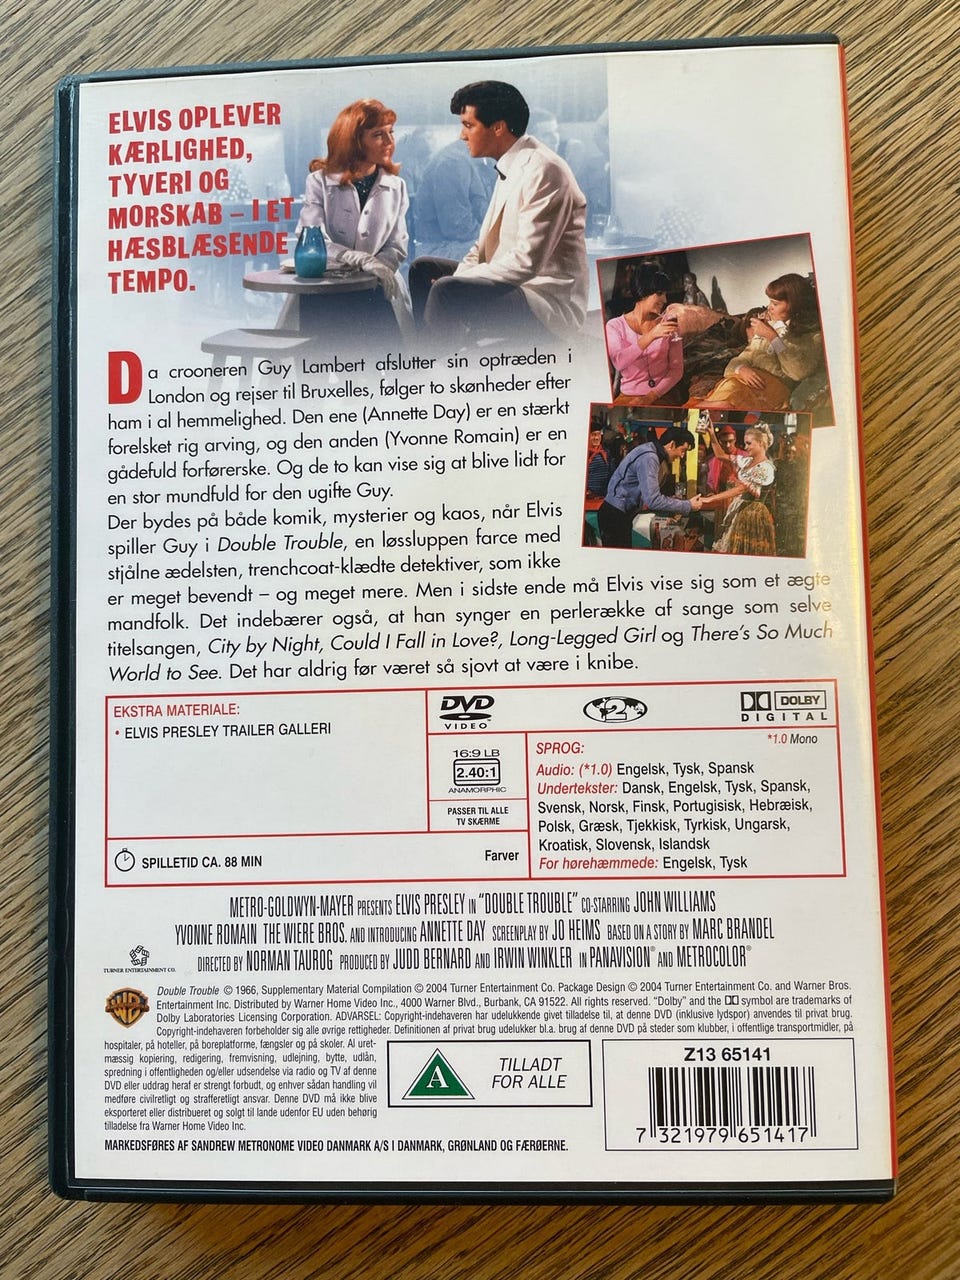 ELVIS OPLEVER
KÆRLIGHED,
TYVERI OG
MORSKAB – I ET
HÆSBLÆSENDE
TEMPO.
Da crooneren Guy Lambert afslutter sin optræden i
London og rejser til Bruxelles, følger to skønheder efter
ham i al hemmelighed. Den ene (Annette Day) er en stærkt
forelsket rig arving, og den anden (Yvonne Romain) er en
gådefuld forførerske. Og de to kan vise sig at blive lidt for
en stor mundfuld for den ugifte Guy.
Der bydes på både komik, mysterier og kaos, når Elvis
spiller Guy i Double Trouble, en løssluppen farce med
stjålne ædelsten, trenchcoat-klædte detektiver, som ikke
er meget bevendt – og meget mere. Men i sidste ende må Elvis vise sig som et ægte
mandfolk. Det indebærer også, at han synger en perlerække af sange som selve
titelsangen, City by Night, Could I Fall in Love?, Long-Legged Girl og There's So Much
World to See. Det har aldrig før været så sjovt at være i knibe.
EKSTRA MATERIALE:
• ELVIS PRESLEY TRAILER GALLERI
SPILLETID CA. 88 MIN
Farver
DVD
VIDEO
2
DOLBY
DIGITAL
*1.0 Mono
16:9 LB
2.40:1
ANAMORPHIC
PASSER TIL ALLE
TV SKÆRME
SPROG:
Audio: (*1.0) Engelsk, Tysk, Spansk
Undertekster: Dansk, Engelsk, Tysk, Spansk,
Svensk, Norsk, Finsk, Portugisisk, Hebræisk,
Polsk, Græsk, Tjekkisk, Tyrkisk, Ungarsk,
Kroatisk, Slovensk, Islandsk
For hørehæmmede: Engelsk, Tysk
METRO-GOLDWYN-MAYER PRESENTS ELVIS PRESLEY IN "DOUBLE TROUBLE" CO-STARRING JOHN WILLIAMS
YVONNE ROMAIN THE WIERE BROS. AND INTRODUCING ANNETTE DAY SCREENPLAY BY JO HEIMS BASED ON A STORY BY MARC BRANDEL
DIRECTED BY NORMAN TAUROG PRODUCED BY JUDD BERNARD AND IRWIN WINKLER IN PANAVISION® AND METROCOLOR®
TURNER ENTERTAINMENT CO.
WB
Double Trouble © 1966, Supplementary Material Compilation © 2004 Turner Entertainment Co. Package Design © 2004 Turner Entertainment Co. and Warner Bros.
Entertainment Inc. Distributed by Warner Home Video Inc., 4000 Warner Blvd., Burbank, CA 91522. All rights reserved. "Dolby" and the DD symbol are trademarks of
Dolby Laboratories Licensing Corporation. ADVARSEL: Copyright-indehaveren har udelukkende givet tilladelse til, at denne DVD (inklusive lydspor) anvendes til privat brug.
Copyright-indehaveren forbeholder sig alle øvrige rettigheder. Definitionen af privat brug udelukker bl.a. brug af denne DVD på steder som klubber, i offentlige transportmidler, på
hospitaler, på hoteller, på boreplatforme, fængsler og på skoler. Al uret-
mæssig kopiering, redigering, fremvisning, udlejning, bytte, udlån,
spredning i offentligheden og/eller udsendelse via radio og TV af denne
DVD eller uddrag heraf er strengt forbudt, og enhver sådan handling vil
medføre civilretligt og strafferetligt ansvar. Denne DVD må ikke blive
eksporteret eller distribueret og solgt til lande udenfor EU uden behørig
tilladelse fra Warner Home Video Inc.
A
TILLADT
FOR ALLE
Z13 65141
7 321979 651417
MARKEDSFØRES AF SANDREW METRONOME VIDEO DANMARK A/S I DANMARK, GRØNLAND OG FÆRØERNE.